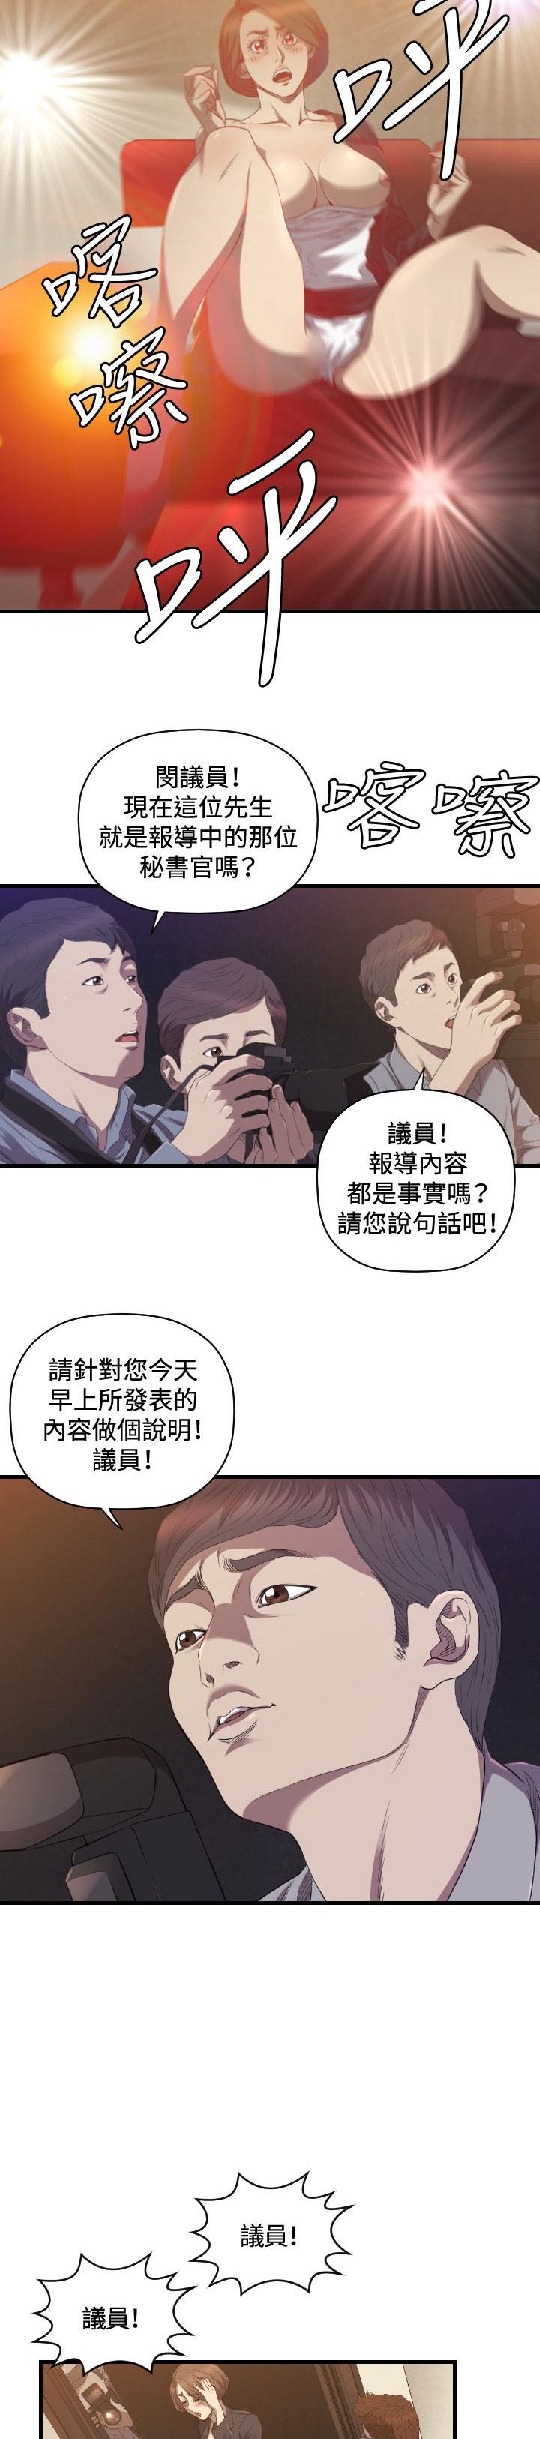 呯
喀
嚓
呯
閔議員！
現在這位先生
就是報導中的那位
秘書官嗎？
喀 嚓
議員！
報導內容
都是事實嗎？
請您說句話吧！
請針對您今天
早上所發表的
內容做個說明！
議員！
議員！
議員！